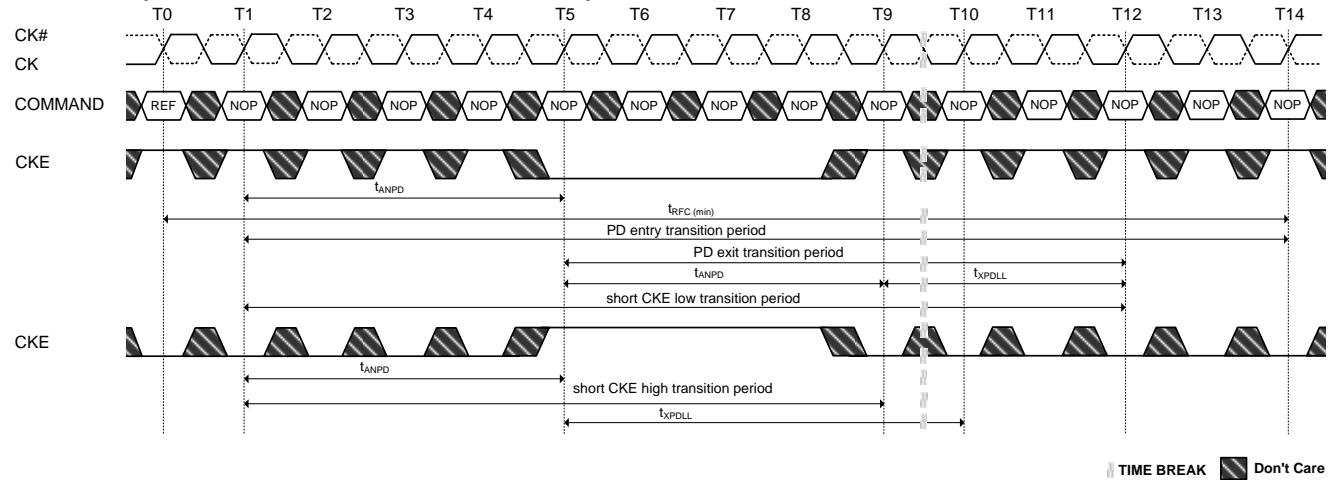 T0 T1 T2 T3 T4 T5 T6 T7 T8 T9 T10 T11 T12 T13 T14
CK#
CK
COMMAND REF NOP NOP NOP NOP NOP NOP NOP NOP NOP NOP NOP NOP NOP NOP
CKE
tANPD
tRFC (min)
PD entry transition period
PD exit transition period
tANPD tXPDLL
short CKE low transition period
CKE
tANPD
short CKE high transition period
tXPDLL
TIME BREAK Don't Care